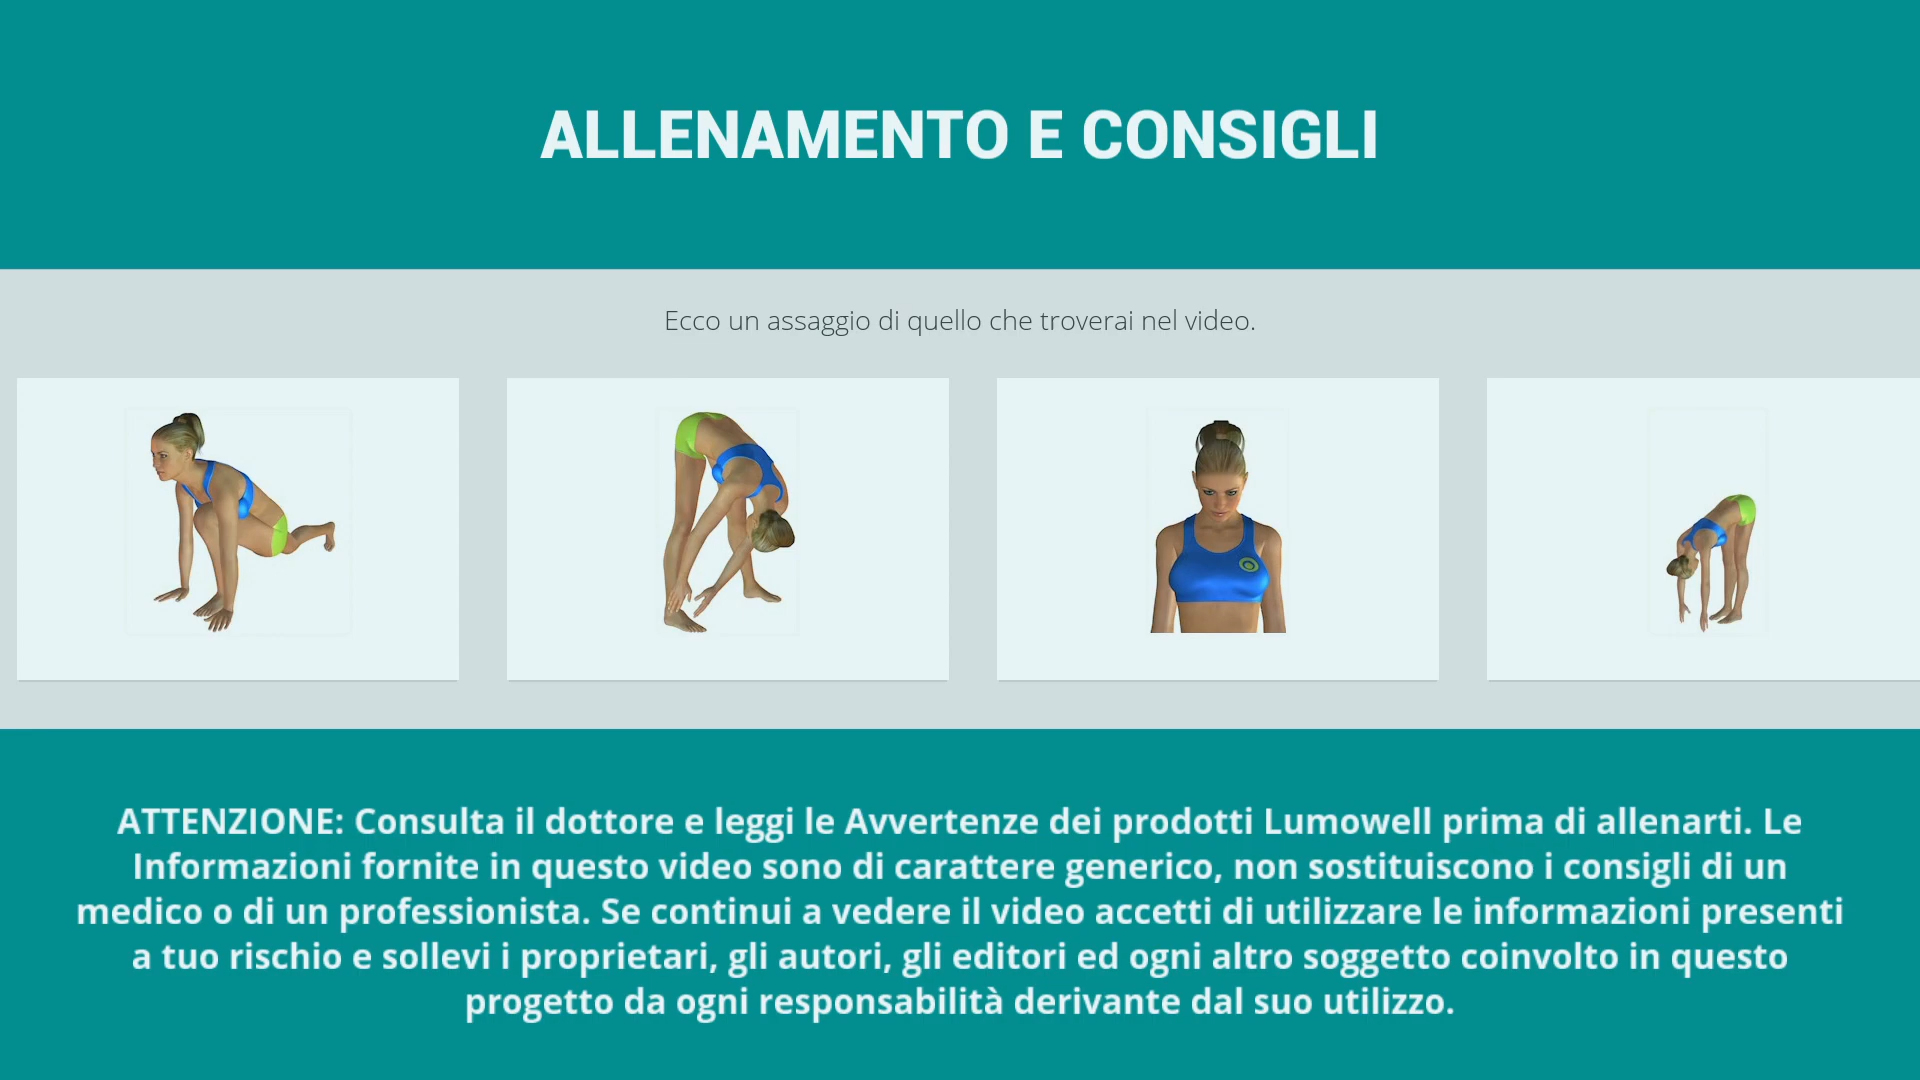 ALLENAMENTO E CONSIGLI
Ecco un assaggio di quello che troverai nel video.
ATTENZIONE: Consulta il dottore e leggi le Avvertenze dei prodotti Lumowell prima di allenarti. Le
Informazioni fornite in questo video sono di carattere generico, non sostituiscono i consigli di un
medico o di un professionista. Se continui a vedere il video accetti di utilizzare le informazioni presenti
a tuo rischio e sollevi i proprietari, gli autori, gli editori ed ogni altro soggetto coinvolto in questo
progetto da ogni responsabilità derivante dal suo utilizzo.